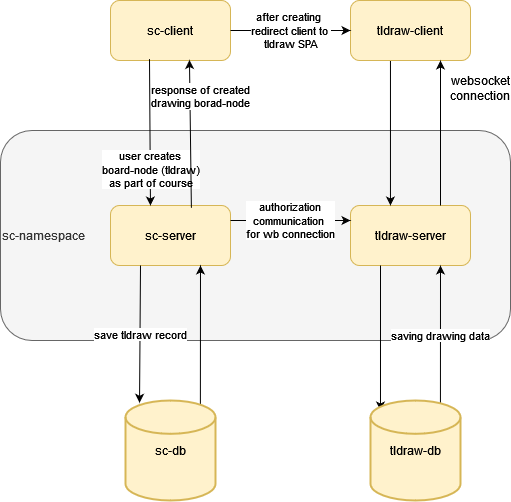 sc-client
after creating
redirect client to
tldraw SPA
tldraw-client
response of created
drawing borad-node
websocket
connection
user creates
board-node (tldraw)
as part of course
sc-namespace
sc-server
authorization
communication
for wb connection
tldraw-server
save tldraw record
saving drawing data
sc-db
tldraw-db